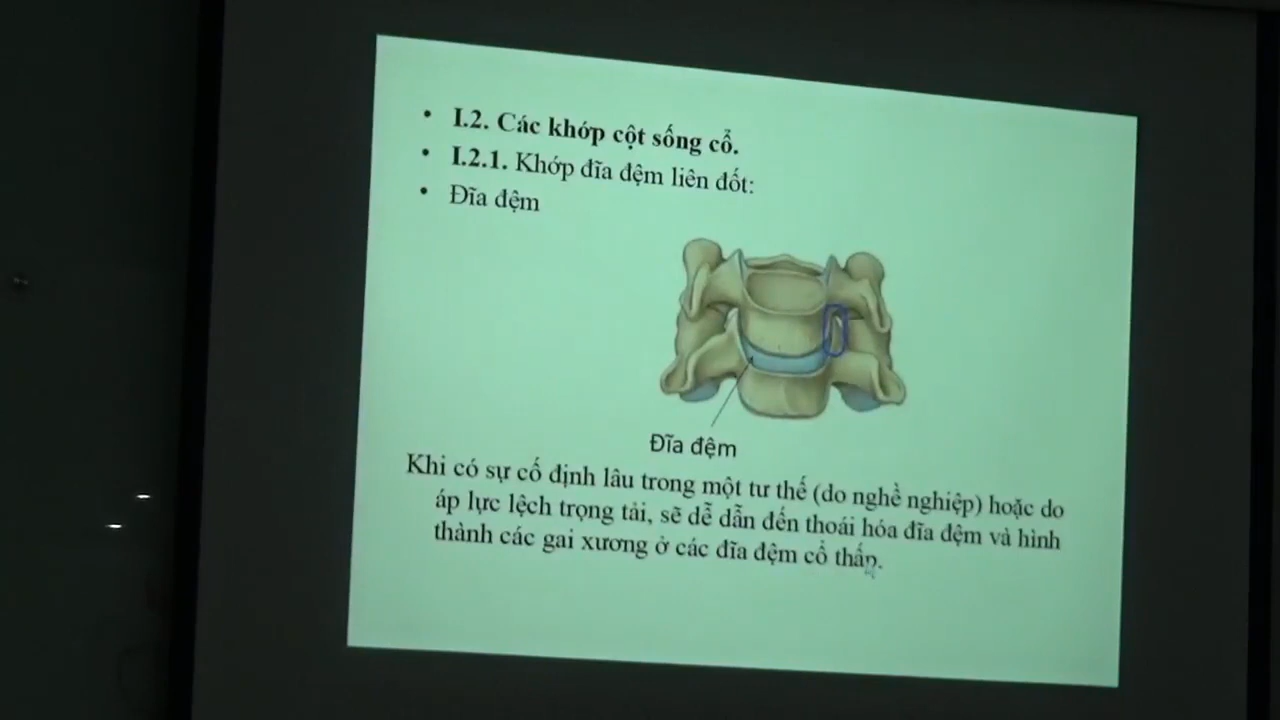 • I.2. Các khớp cột sống cổ.
• I.2.1. Khớp đĩa đệm liên đốt:
• Đĩa đệm
Đĩa đệm
Khi có sự cố định lâu trong một tư thế (do nghề nghiệp) hoặc do
áp lực lệch trọng tải, sẽ dễ dẫn đến thoái hóa đĩa đệm và hình
thành các gai xương ở các đĩa đệm cổ thấp.